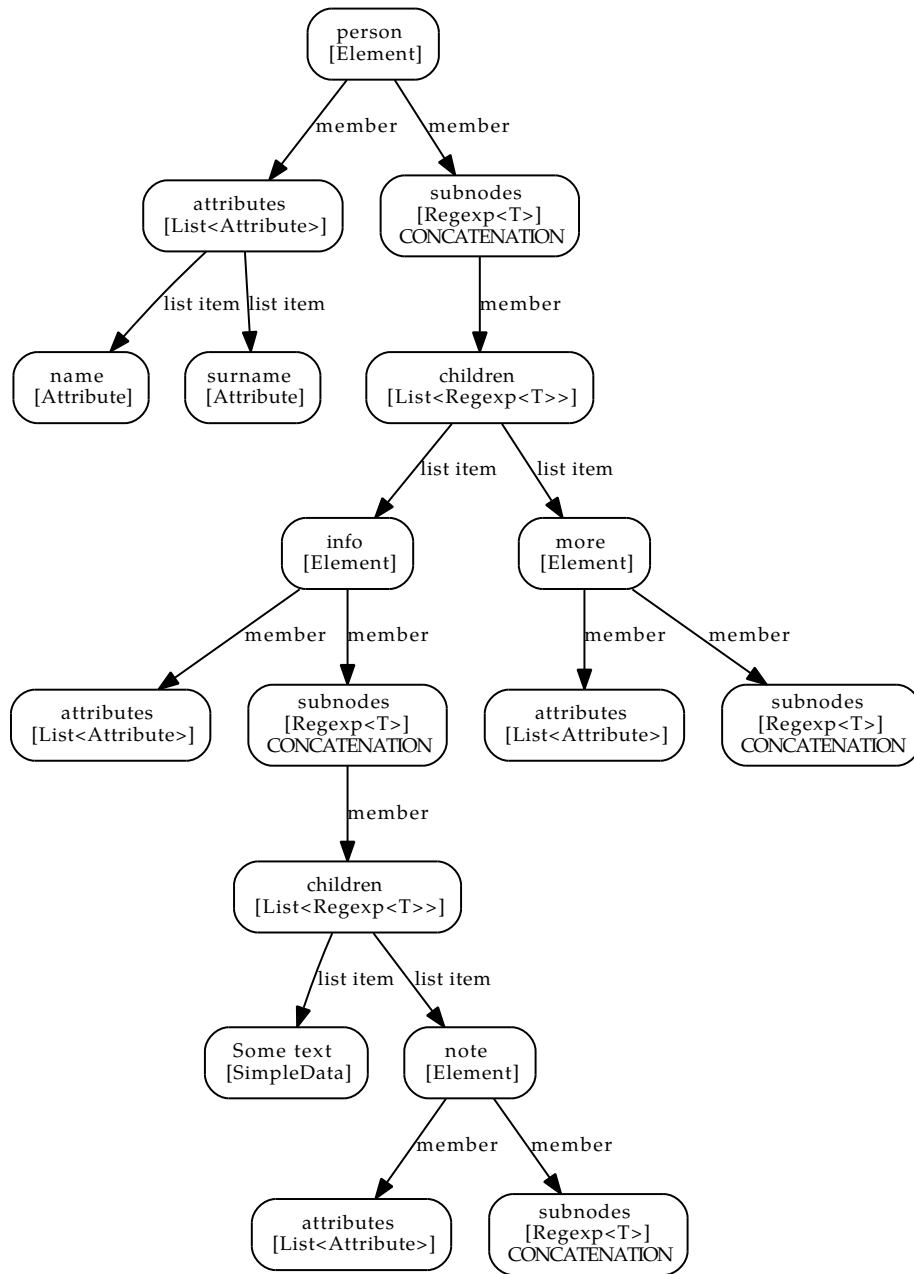 person
[Element]
member
member
attributes
[List<Attribute>]
subnodes
[Regexp<T>]
CONCATENATION
list item
list item
member
name
[Attribute]
surname
[Attribute]
children
[List<Regexp<T>>]
list item
list item
info
[Element]
more
[Element]
member
member
member
member
attributes
[List<Attribute>]
subnodes
[Regexp<T>]
CONCATENATION
attributes
[List<Attribute>]
subnodes
[Regexp<T>]
CONCATENATION
member
children
[List<Regexp<T>>]
list item
list item
Some text
[SimpleData]
note
[Element]
member
member
attributes
[List<Attribute>]
subnodes
[Regexp<T>]
CONCATENATION